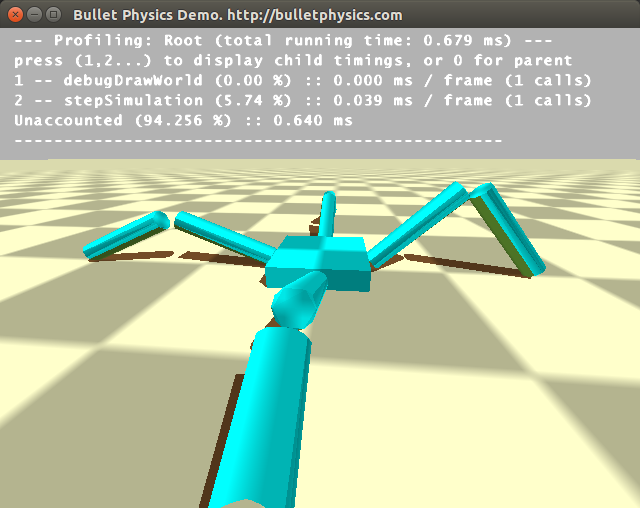 Bullet Physics Demo. http://bulletphysics.com
--- Profiling: Root (total running time: 0.679 ms) ---
press (1,2...) to display child timings, or 0 for parent
1 -- debugDrawWorld (0.00 %) :: 0.000 ms / frame (1 calls)
2 -- stepSimulation (5.74 %) :: 0.039 ms / frame (1 calls)
Unaccounted (94.256 %) :: 0.640 ms
--------------------------------------------------